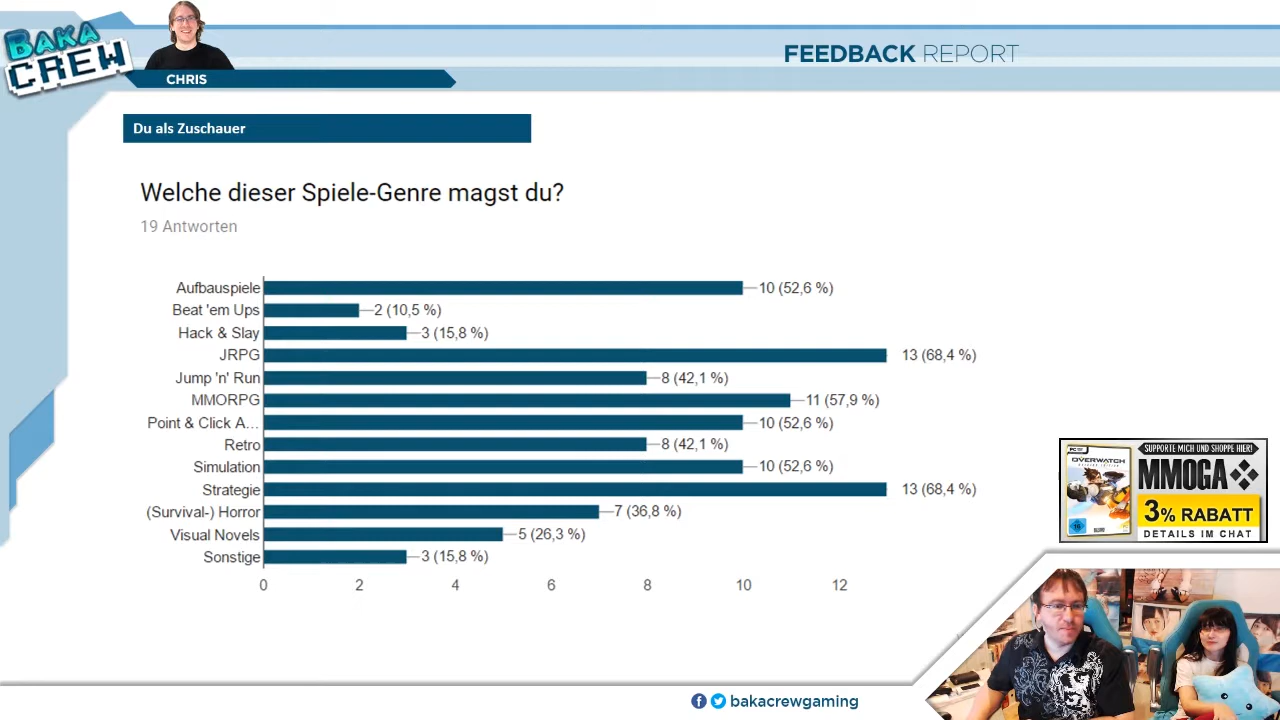 BAKA
CREW
CHRIS
FEEDBACK REPORT
Du als Zuschauer
Welche dieser Spiele-Genre magst du?
19 Antworten
Aufbauspiele 10 (52,6 %)
Beat 'em Ups 2 (10,5 %)
Hack & Slay 3 (15,8 %)
JRPG 13 (68,4 %)
Jump 'n' Run 8 (42,1 %)
MMORPG 11 (57,9 %)
Point & Click A... 10 (52,6 %)
Retro 8 (42,1 %)
Simulation 10 (52,6 %)
Strategie 13 (68,4 %)
(Survival-) Horror 7 (36,8 %)
Visual Novels 5 (26,3 %)
Sonstige 3 (15,8 %)
0 2 4 6 8 10 12
SUPPORTE MICH UND SHOPPE HIER!
OVERWATCH
MMOGA
3% RABATT
DETAILS IM CHAT
bakacrewgaming